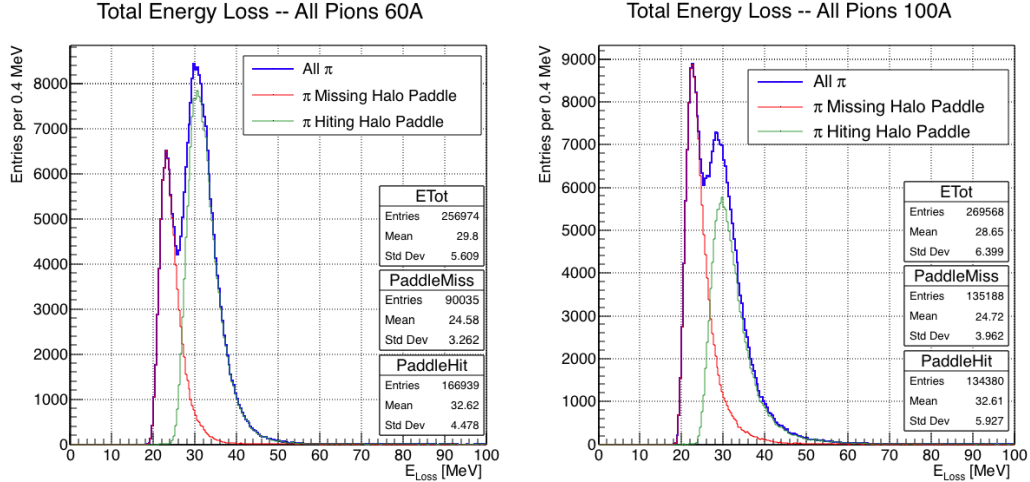 Total Energy Loss -- All Pions 60A
Entries per 0.4 MeV
8000
7000
6000
5000
4000
3000
2000
1000
0
0 10 20 30 40 50 60 70 80 90 100
E_Loss [MeV]
All π
π Missing Halo Paddle
π Hiting Halo Paddle
ETot
Entries 256974
Mean 29.8
Std Dev 5.609
PaddleMiss
Entries 90035
Mean 24.58
Std Dev 3.262
PaddleHit
Entries 166939
Mean 32.62
Std Dev 4.478
Total Energy Loss -- All Pions 100A
Entries per 0.4 MeV
9000
8000
7000
6000
5000
4000
3000
2000
1000
0
0 10 20 30 40 50 60 70 80 90 100
E_Loss [MeV]
All π
π Missing Halo Paddle
π Hiting Halo Paddle
ETot
Entries 269568
Mean 28.65
Std Dev 6.399
PaddleMiss
Entries 135188
Mean 24.72
Std Dev 3.962
PaddleHit
Entries 134380
Mean 32.61
Std Dev 5.927